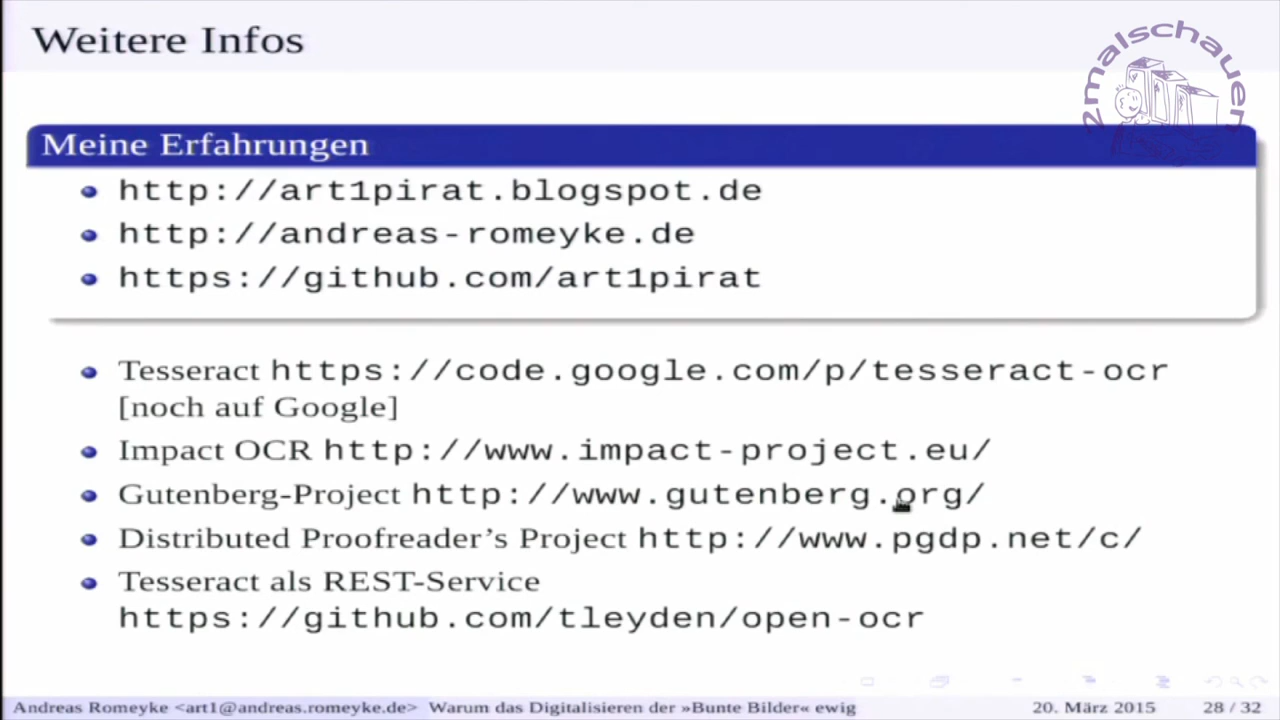 Weitere Infos
2malschauen
Meine Erfahrungen
http://art1pirat.blogspot.de
http://andreas-romeyke.de
https://github.com/art1pirat
Tesseract https://code.google.com/p/tesseract-ocr
[noch auf Google]
Impact OCR http://www.impact-project.eu/
Gutenberg-Project http://www.gutenberg.org/
Distributed Proofreader's Project http://www.pgdp.net/c/
Tesseract als REST-Service
https://github.com/tleyden/open-ocr
Andreas Romeyke <art1@andreas.romeyke.de> Warum das Digitalisieren der »Bunte Bilder« ewig 20. März 2015 28 / 32